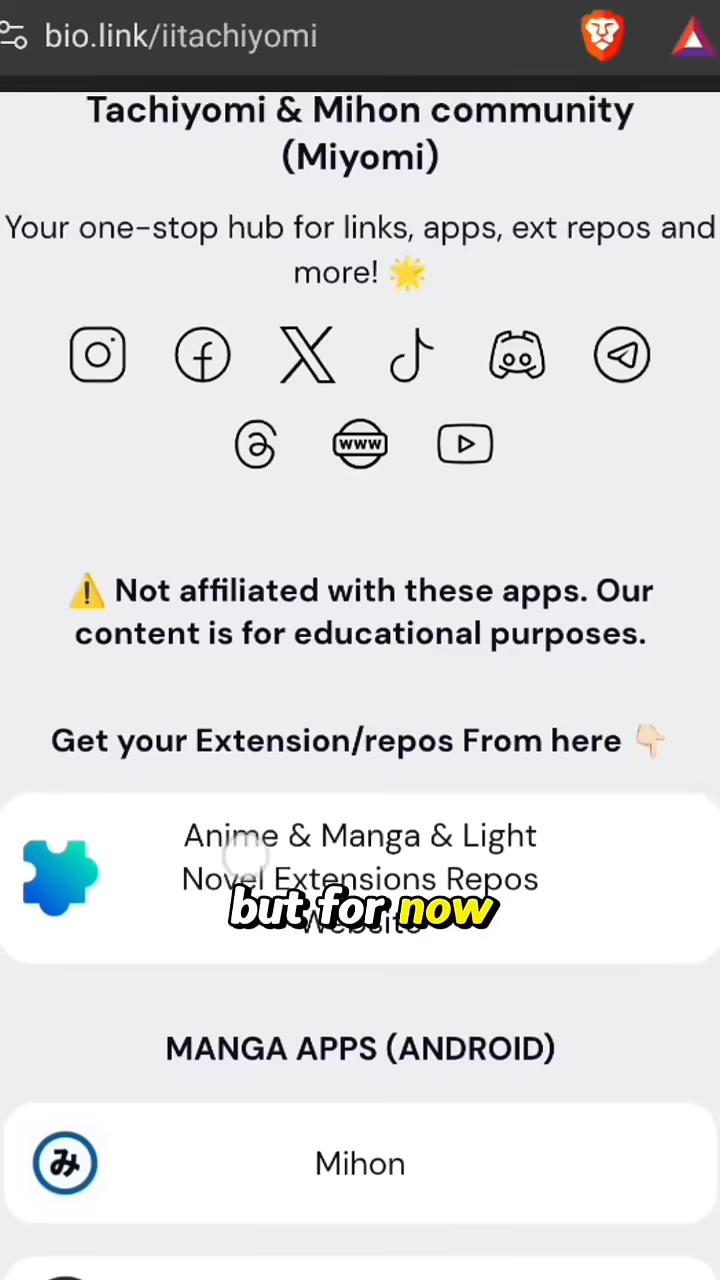 bio.link/iitachiyomi
Tachiyomi & Mihon community
(Miyomi)
Your one-stop hub for links, apps, ext repos and
more! 🌟
WWW
⚠️ Not affiliated with these apps. Our
content is for educational purposes.
Get your Extension/repos From here 👇🏻
Anime & Manga & Light
Novel Extensions Repos
Website
but for now
MANGA APPS (ANDROID)
み
Mihon